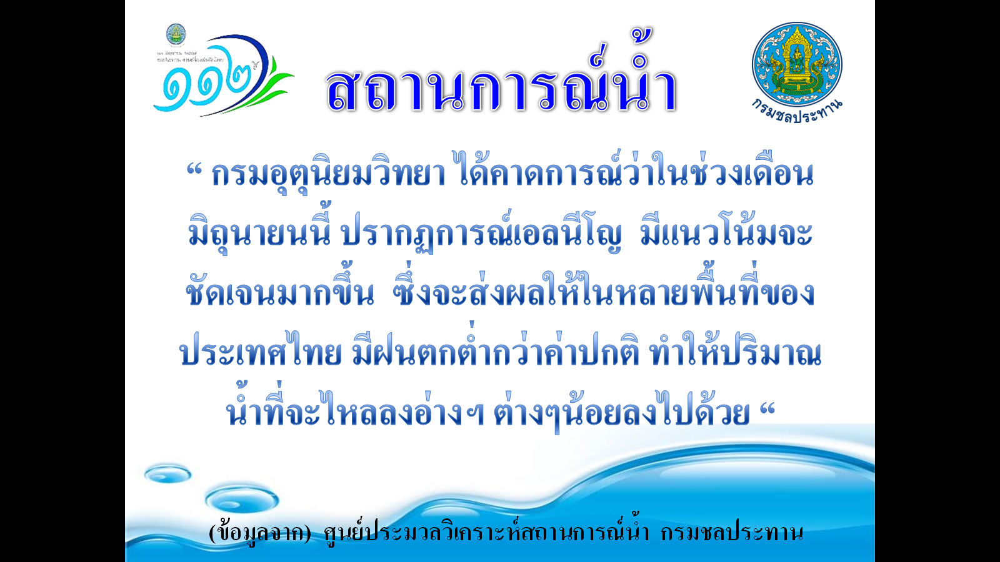 ๑๑๒
สถานการณ์น้ำ
กรมชลประทาน
“ กรมอุตุนิยมวิทยา ได้คาดการณ์ว่าในช่วงเดือน
มิถุนายนนี้ ปรากฏการณ์เอลนีโญ มีแนวโน้มจะ
ชัดเจนมากขึ้น ซึ่งจะส่งผลให้ในหลายพื้นที่ของ
ประเทศไทย มีฝนตกต่ำกว่าค่าปกติ ทำให้ปริมาณ
น้ำที่จะไหลลงอ่างฯ ต่างๆน้อยลงไปด้วย “
(ข้อมูลจาก) ศูนย์ประมวลวิเคราะห์สถานการณ์น้ำ กรมชลประทาน